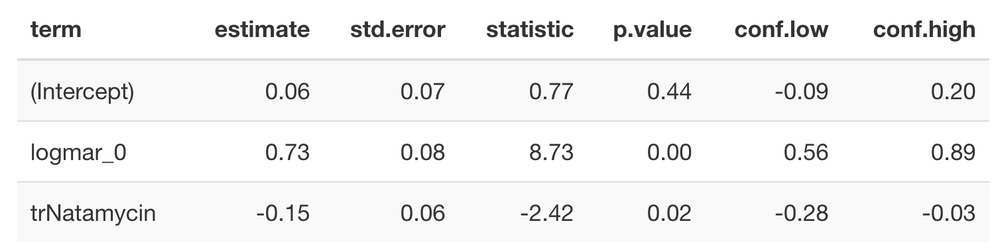 term estimate std.error statistic p.value conf.low conf.high
(Intercept) 0.06 0.07 0.77 0.44 -0.09 0.20
logmar_0 0.73 0.08 8.73 0.00 0.56 0.89
trNatamycin -0.15 0.06 -2.42 0.02 -0.28 -0.03